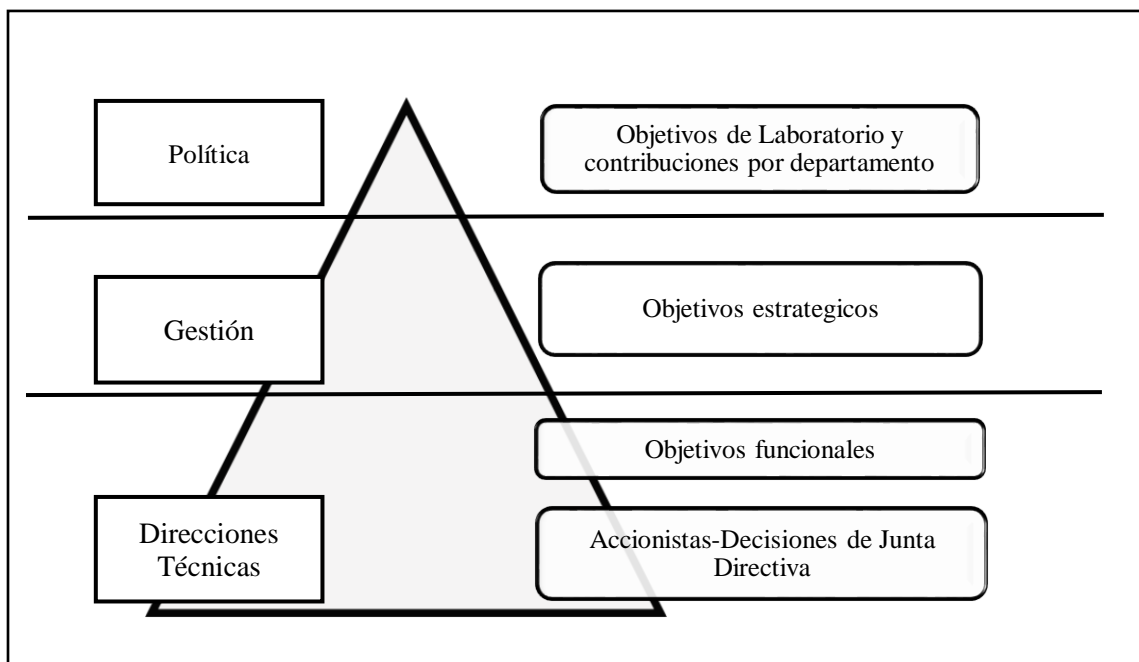 Política
Objetivos de Laboratorio y
contribuciones por departamento
Gestión
Objetivos estrategicos
Objetivos funcionales
Direcciones
Técnicas
Accionistas-Decisiones de Junta
Directiva